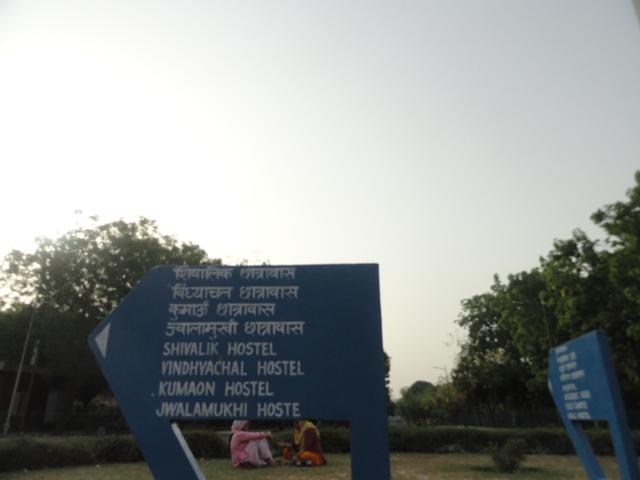 शिवालिक छात्रावास
विंध्याचल छात्रावास
कुमाऊँ छात्रावास
ज्वालामुखी छात्रावास
SHIVALIK HOSTEL
VINDHYACHAL HOSTEL
KUMAON HOSTEL
JWALAMUKHI HOSTE